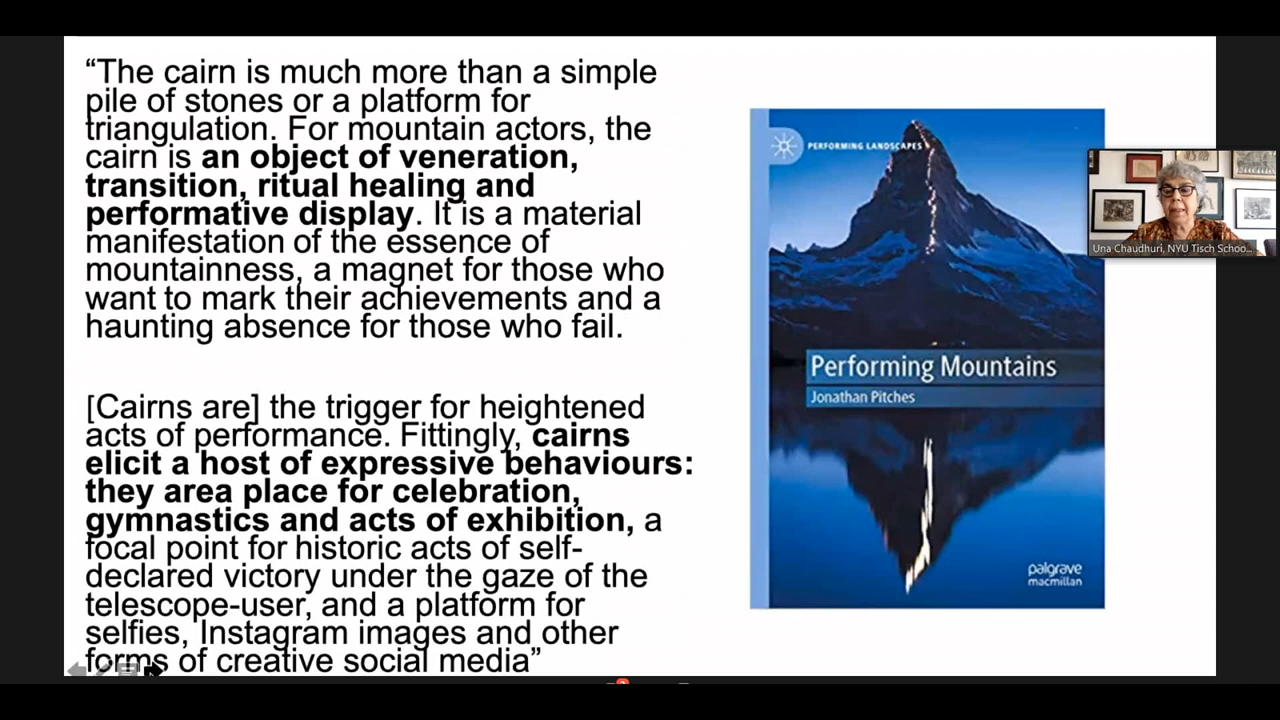 “The cairn is much more than a simple
pile of stones or a platform for
triangulation. For mountain actors, the
cairn is an object of veneration,
transition, ritual healing and
performative display. It is a material
manifestation of the essence of
mountainness, a magnet for those who
want to mark their achievements and a
haunting absence for those who fail.
[Cairns are] the trigger for heightened
acts of performance. Fittingly, cairns
elicit a host of expressive behaviours:
they area place for celebration,
gymnastics and acts of exhibition, a
focal point for historic acts of self-
declared victory under the gaze of the
telescope-user, and a platform for
selfies, Instagram images and other
forms of creative social media”
PERFORMING LANDSCAPES
Performing Mountains
Jonathan Pitches
palgrave
macmillan
Una Chaudhuri, NYU Tisch Schoo...